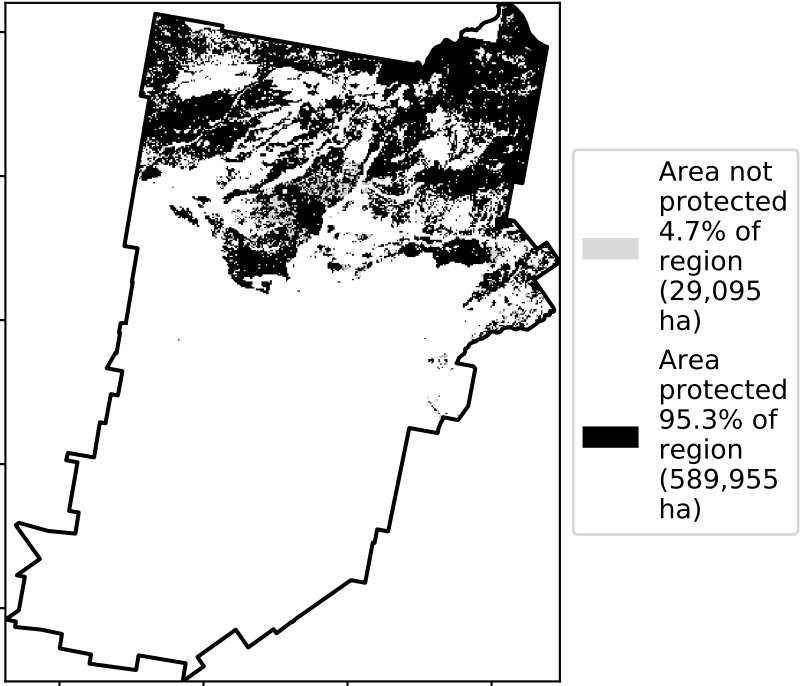 Area not
protected
4.7% of
region
(29,095
ha)
Area
protected
95.3% of
region
(589,955
ha)